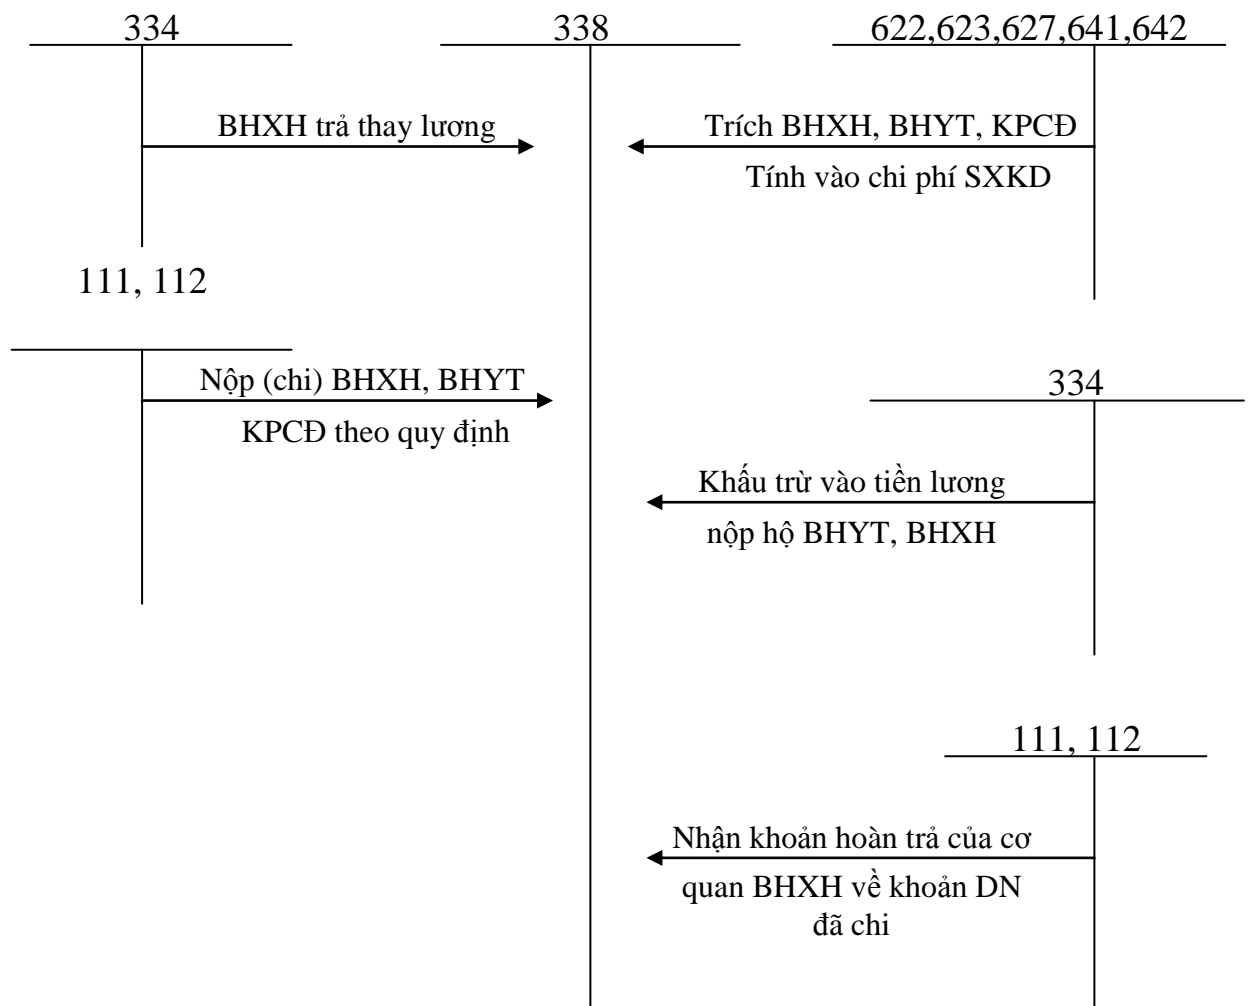 334
338
622,623,627,641,642
BHXH trả thay lương
Trích BHXH, BHYT, KPCĐ
Tính vào chi phí SXKD
111, 112
Nộp (chi) BHXH, BHYT
KPCĐ theo quy định
334
Khấu trừ vào tiền lương
nộp hộ BHYT, BHXH
111, 112
Nhận khoản hoàn trả của cơ
quan BHXH về khoản DN
đã chi